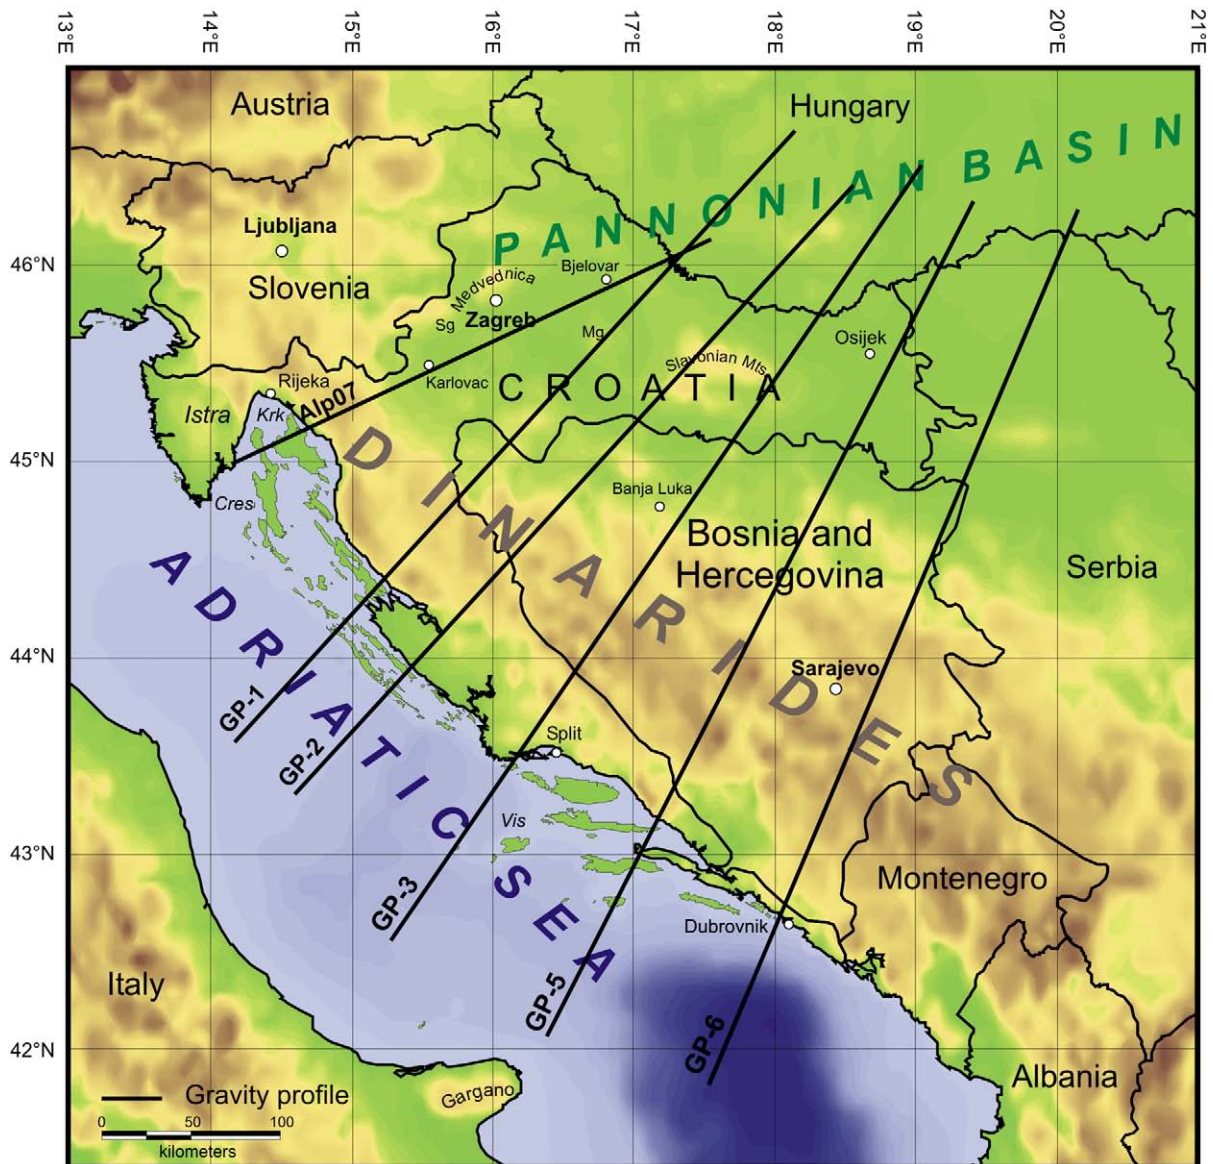 13°E
14°E
15°E
16°E
17°E
18°E
19°E
20°E
21°E
Austria
Hungary
PANNONIAN BASIN
Ljubljana
46°N
Slovenia
Medvednica
Bjelovar
Sg
Zagreb
Mg
Osijek
Slavonian Mts
Rijeka
Karlovac
CROATIA
Istra
Krk
Alp07
45°N
Cres
DINARIDES
Banja Luka
Bosnia and
Hercegovina
Serbia
ADRIATIC SEA
44°N
Sarajevo
GP-1
GP-2
Split
Vis
43°N
GP-3
Montenegro
Dubrovnik
Italy
GP-5
GP-6
42°N
Gargano
Albania
Gravity profile
0 50 100
kilometers